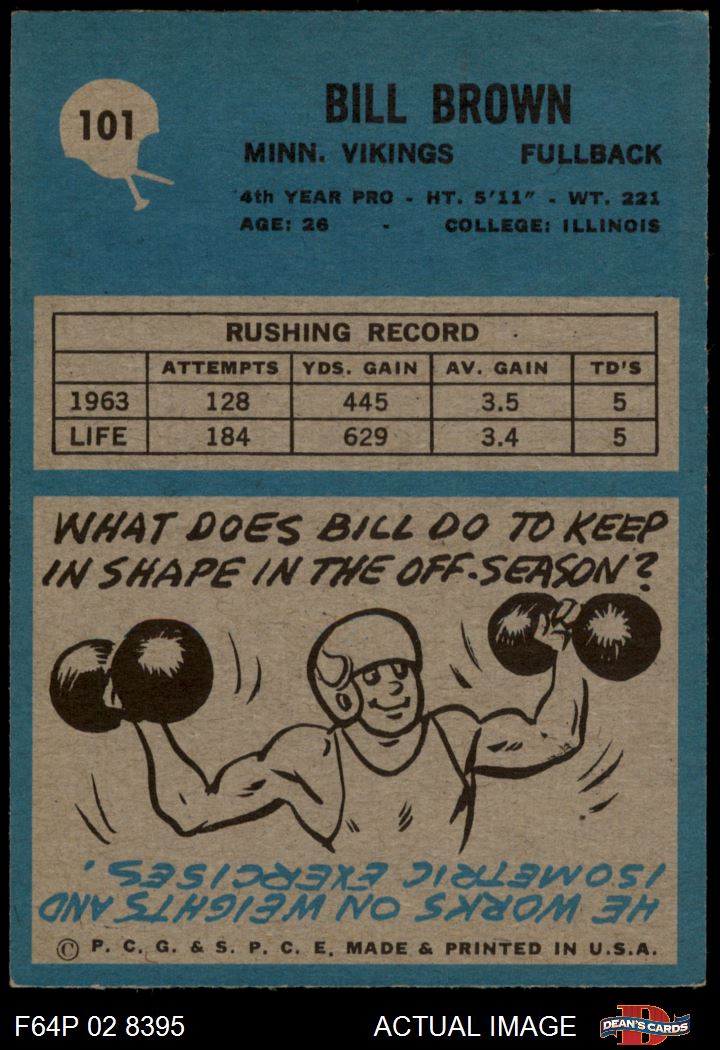 101
BILL BROWN
MINN. VIKINGS FULLBACK
4th YEAR PRO - HT. 5'11" - WT. 221
AGE: 26 - COLLEGE: ILLINOIS
RUSHING RECORD
ATTEMPTS YDS. GAIN AV. GAIN TD'S
1963 128 445 3.5 5
LIFE 184 629 3.4 5
WHAT DOES BILL DO TO KEEP
IN SHAPE IN THE OFF-SEASON?
HE WORKS ON WEIGHTS AND
ISOMETRIC EXERCISES.
© P. C. G. & S. P. C. E. MADE & PRINTED IN U.S.A.
F64P 02 8395 ACTUAL IMAGE
D
DEAN'S CARDS